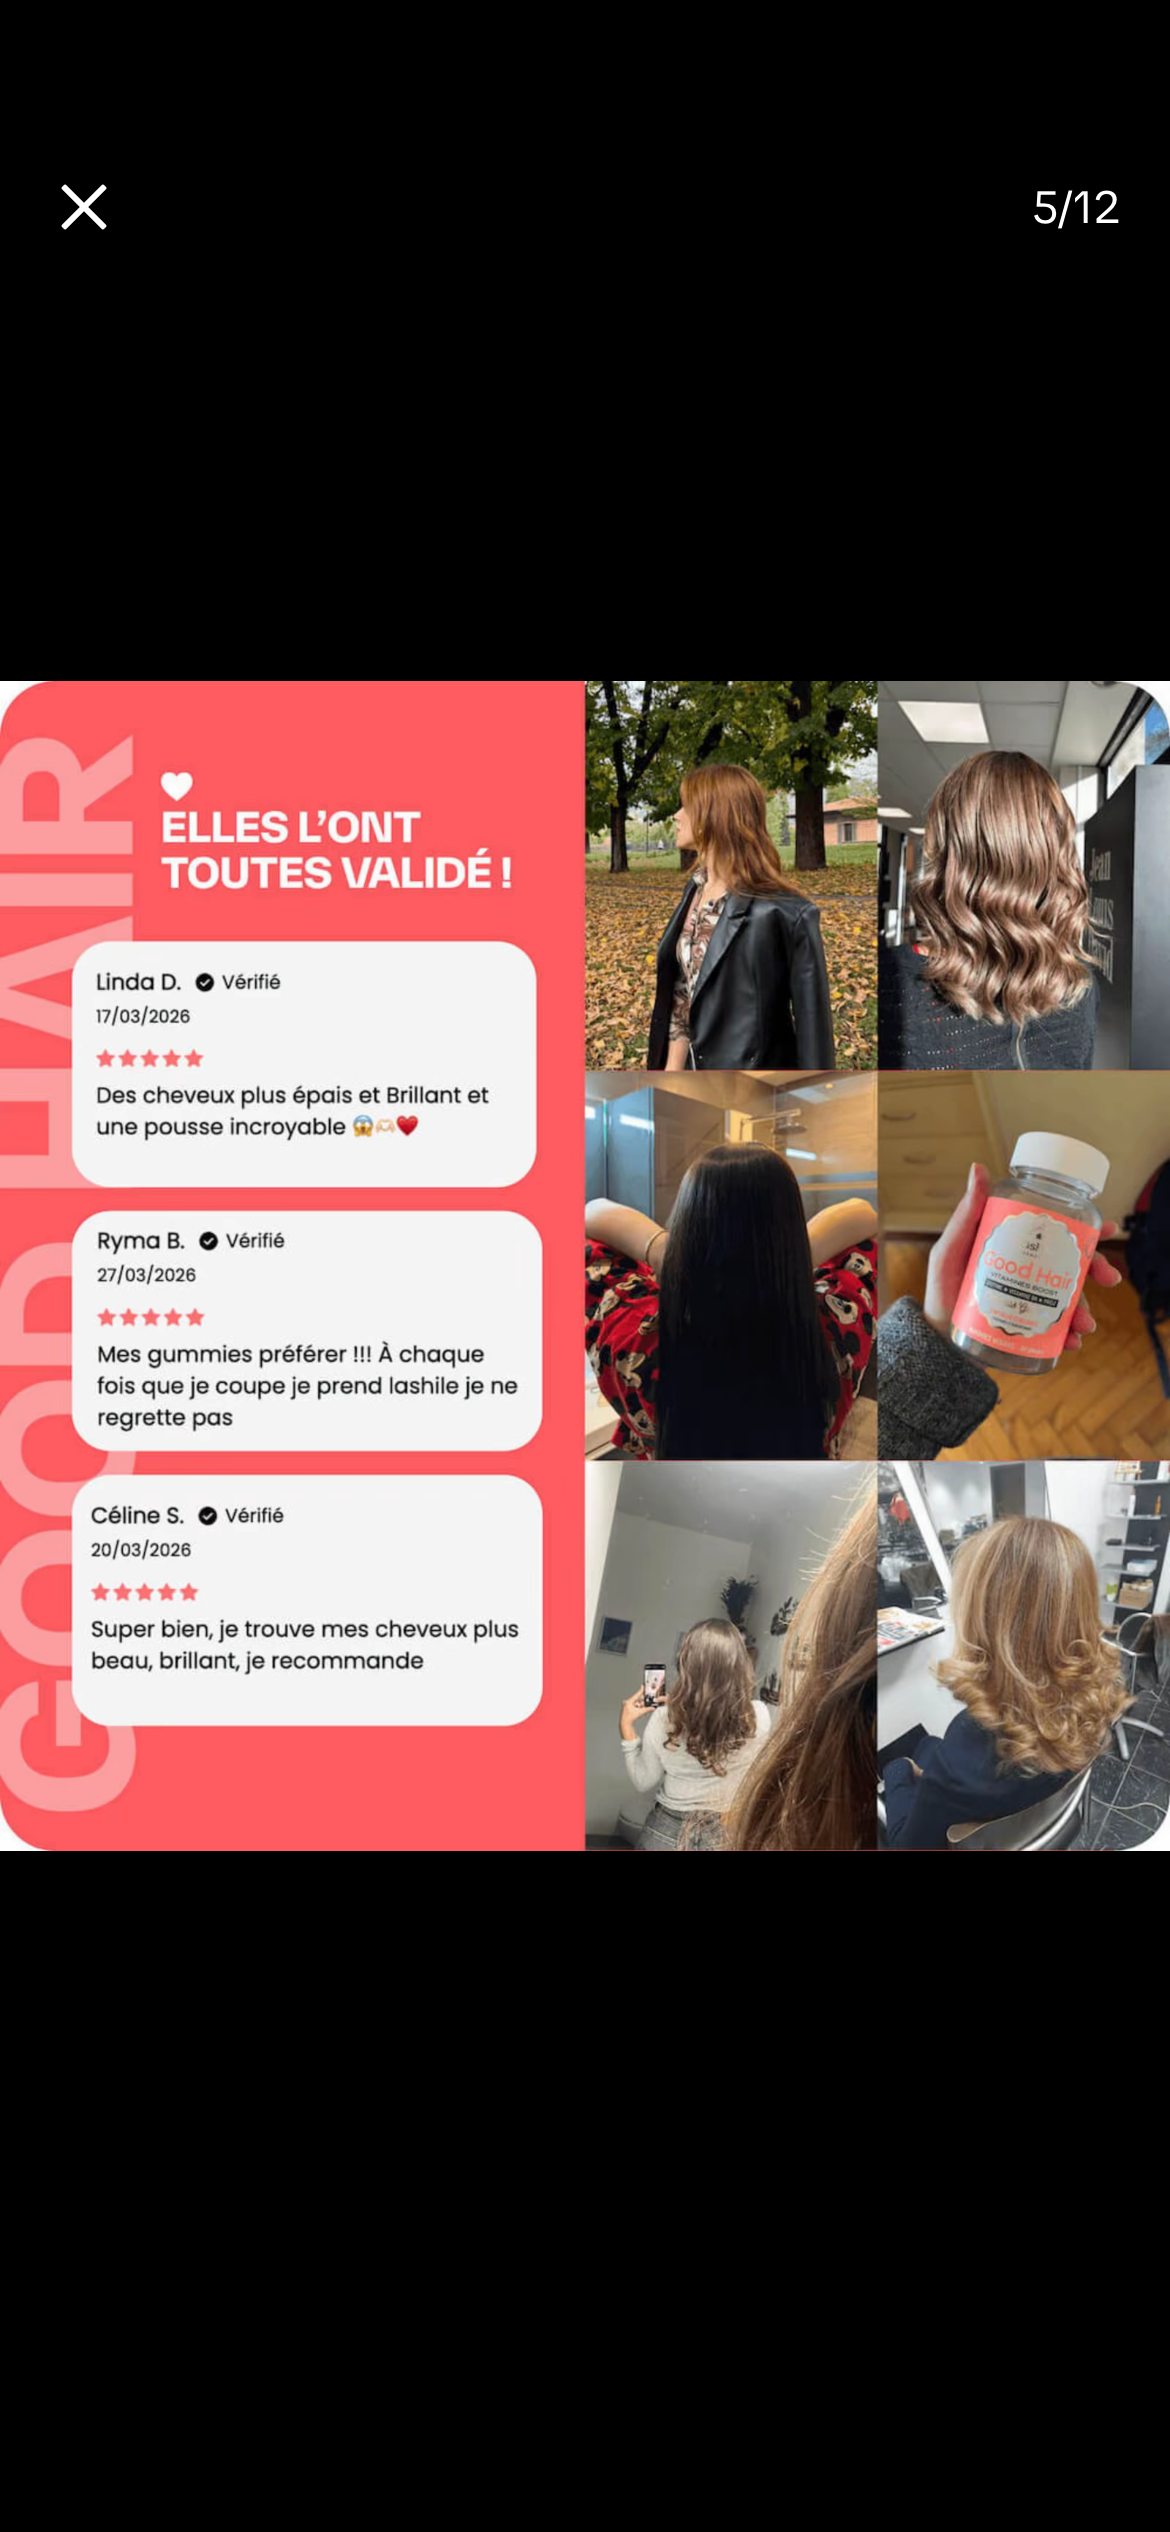 5/12
GOOD HAIR
ELLES L’ONT
TOUTES VALIDÉ !
Linda D. Vérifié
17/03/2026
Des cheveux plus épais et Brillant et
une pousse incroyable 😱🫶🏻♥️
Ryma B. Vérifié
27/03/2026
Mes gummies préférer !!! À chaque
fois que je coupe je prend lashile je ne
regrette pas
Céline S. Vérifié
20/03/2026
Super bien, je trouve mes cheveux plus
beau, brillant, je recommande
Good Hair
VITAMINES BOOST